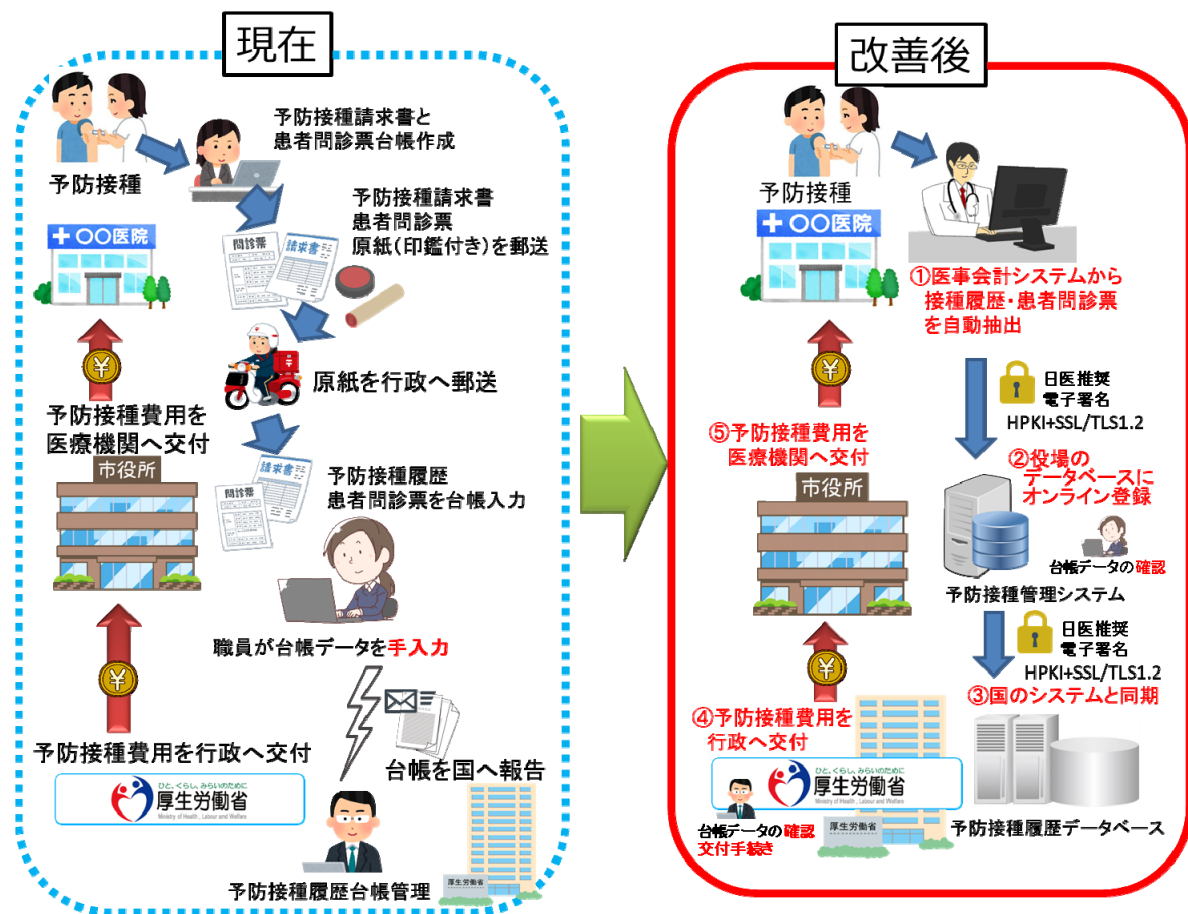 現在
予防接種
予防接種請求書と
患者問診票台帳作成
予防接種請求書
患者問診票
原紙(印鑑付き)を郵送
問診票
請求書
＋○○医院
原紙を行政へ郵送
予防接種費用を
医療機関へ交付
市役所
請求書
問診票
予防接種履歴
患者問診票を台帳入力
職員が台帳データを手入力
予防接種費用を行政へ交付
台帳を国へ報告
ひと、くらし、みらいのために
厚生労働省
Ministry of Health, Labour and Welfare
予防接種履歴台帳管理
厚生労働省
改善後
予防接種
＋○○医院
①医事会計システムから
接種履歴・患者問診票
を自動抽出
日医推奨
電子署名
HPKI+SSL/TLS1.2
⑤予防接種費用を
医療機関へ交付
市役所
②役場の
データベースに
オンライン登録
台帳データの確認
予防接種管理システム
日医推奨
電子署名
HPKI+SSL/TLS1.2
③国のシステムと同期
④予防接種費用を
行政へ交付
ひと、くらし、みらいのために
厚生労働省
Ministry of Health, Labour and Welfare
台帳データの確認
交付手続き
厚生労働省
予防接種履歴データベース